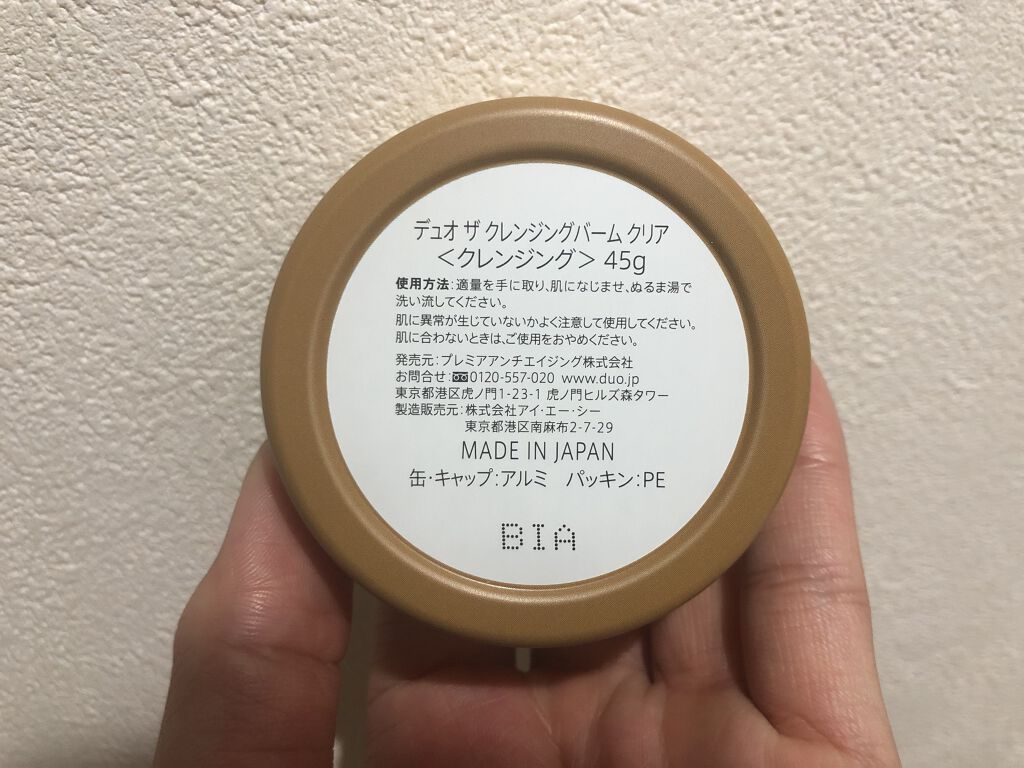 デュオ ザ クレンジングバーム クリア
＜クレンジング＞ 45g
使用方法：適量を手に取り、肌になじませ、ぬるま湯で
洗い流してください。
肌に異常が生じていないかよく注意して使用してください。
肌に合わないときは、ご使用をおやめください。
発売元：プレミアアンチエイジング株式会社
お問合せ：0120-557-020 www.duo.jp
東京都港区虎ノ門1-23-1 虎ノ門ヒルズ森タワー
製造販売元：株式会社アイ・エー・シー
東京都港区南麻布2-7-29
MADE IN JAPAN
缶・キャップ：アルミ　パッキン：PE
BIA